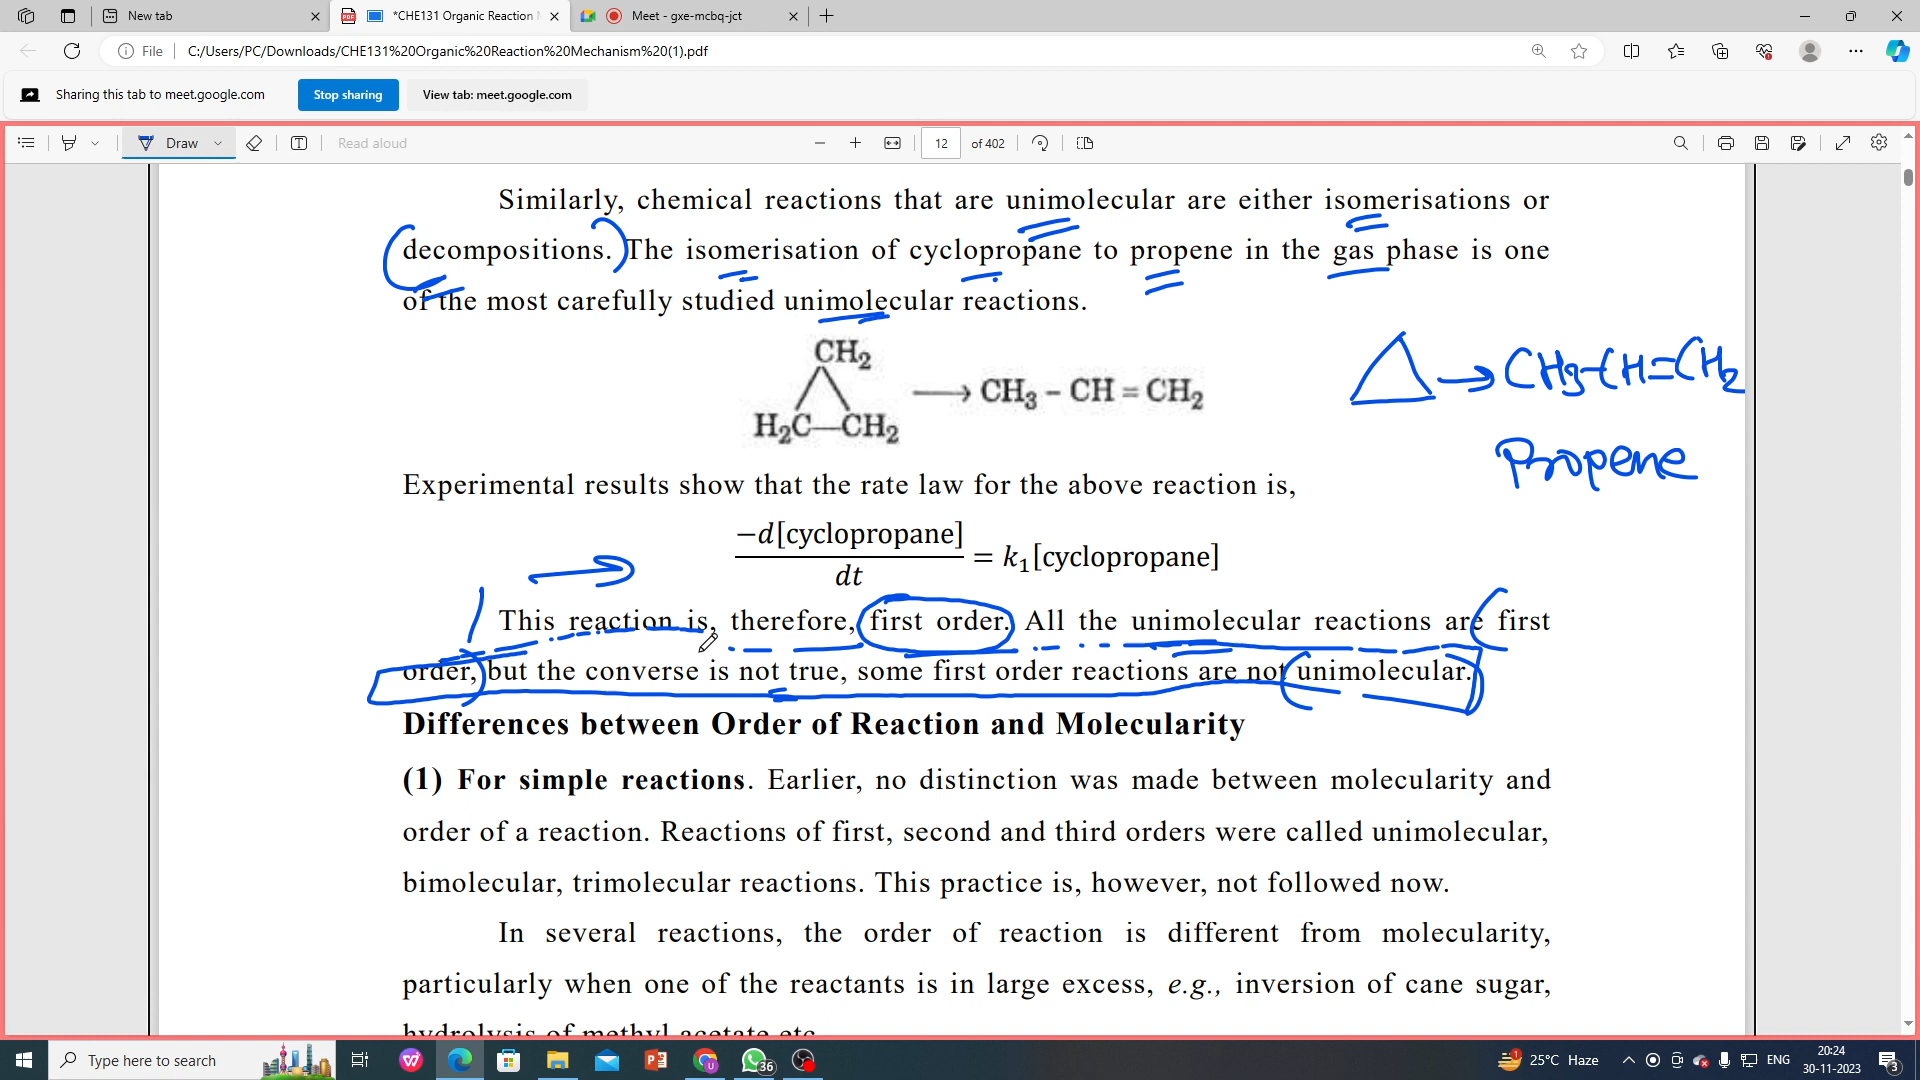 New tab
*CHE131 Organic Reaction M
Meet - gxe-mcbq-jct
File
C:/Users/PC/Downloads/CHE131%20Organic%20Reaction%20Mechanism%20(1).pdf
Sharing this tab to meet.google.com
Stop sharing
View tab: meet.google.com
Draw
Read aloud
12
of 402
Similarly, chemical reactions that are unimolecular are either isomerisations or
decompositions. The isomerisation of cyclopropane to propene in the gas phase is one
of the most carefully studied unimolecular reactions.
CH₂
H₂C—CH₂ → CH₃ – CH = CH₂
△ → CH3-CH=CH2
Propene
Experimental results show that the rate law for the above reaction is,
−d[cyclopropane]
dt
= k₁[cyclopropane]
This reaction is, therefore, first order. All the unimolecular reactions are first
order, but the converse is not true, some first order reactions are not unimolecular.
Differences between Order of Reaction and Molecularity
(1) For simple reactions. Earlier, no distinction was made between molecularity and
order of a reaction. Reactions of first, second and third orders were called unimolecular,
bimolecular, trimolecular reactions. This practice is, however, not followed now.
In several reactions, the order of reaction is different from molecularity,
particularly when one of the reactants is in large excess, e.g., inversion of cane sugar,
hydrolysis of methyl acetate etc.
Type here to search
36
1
25°C Haze
ENG
20:24
30-11-2023
3